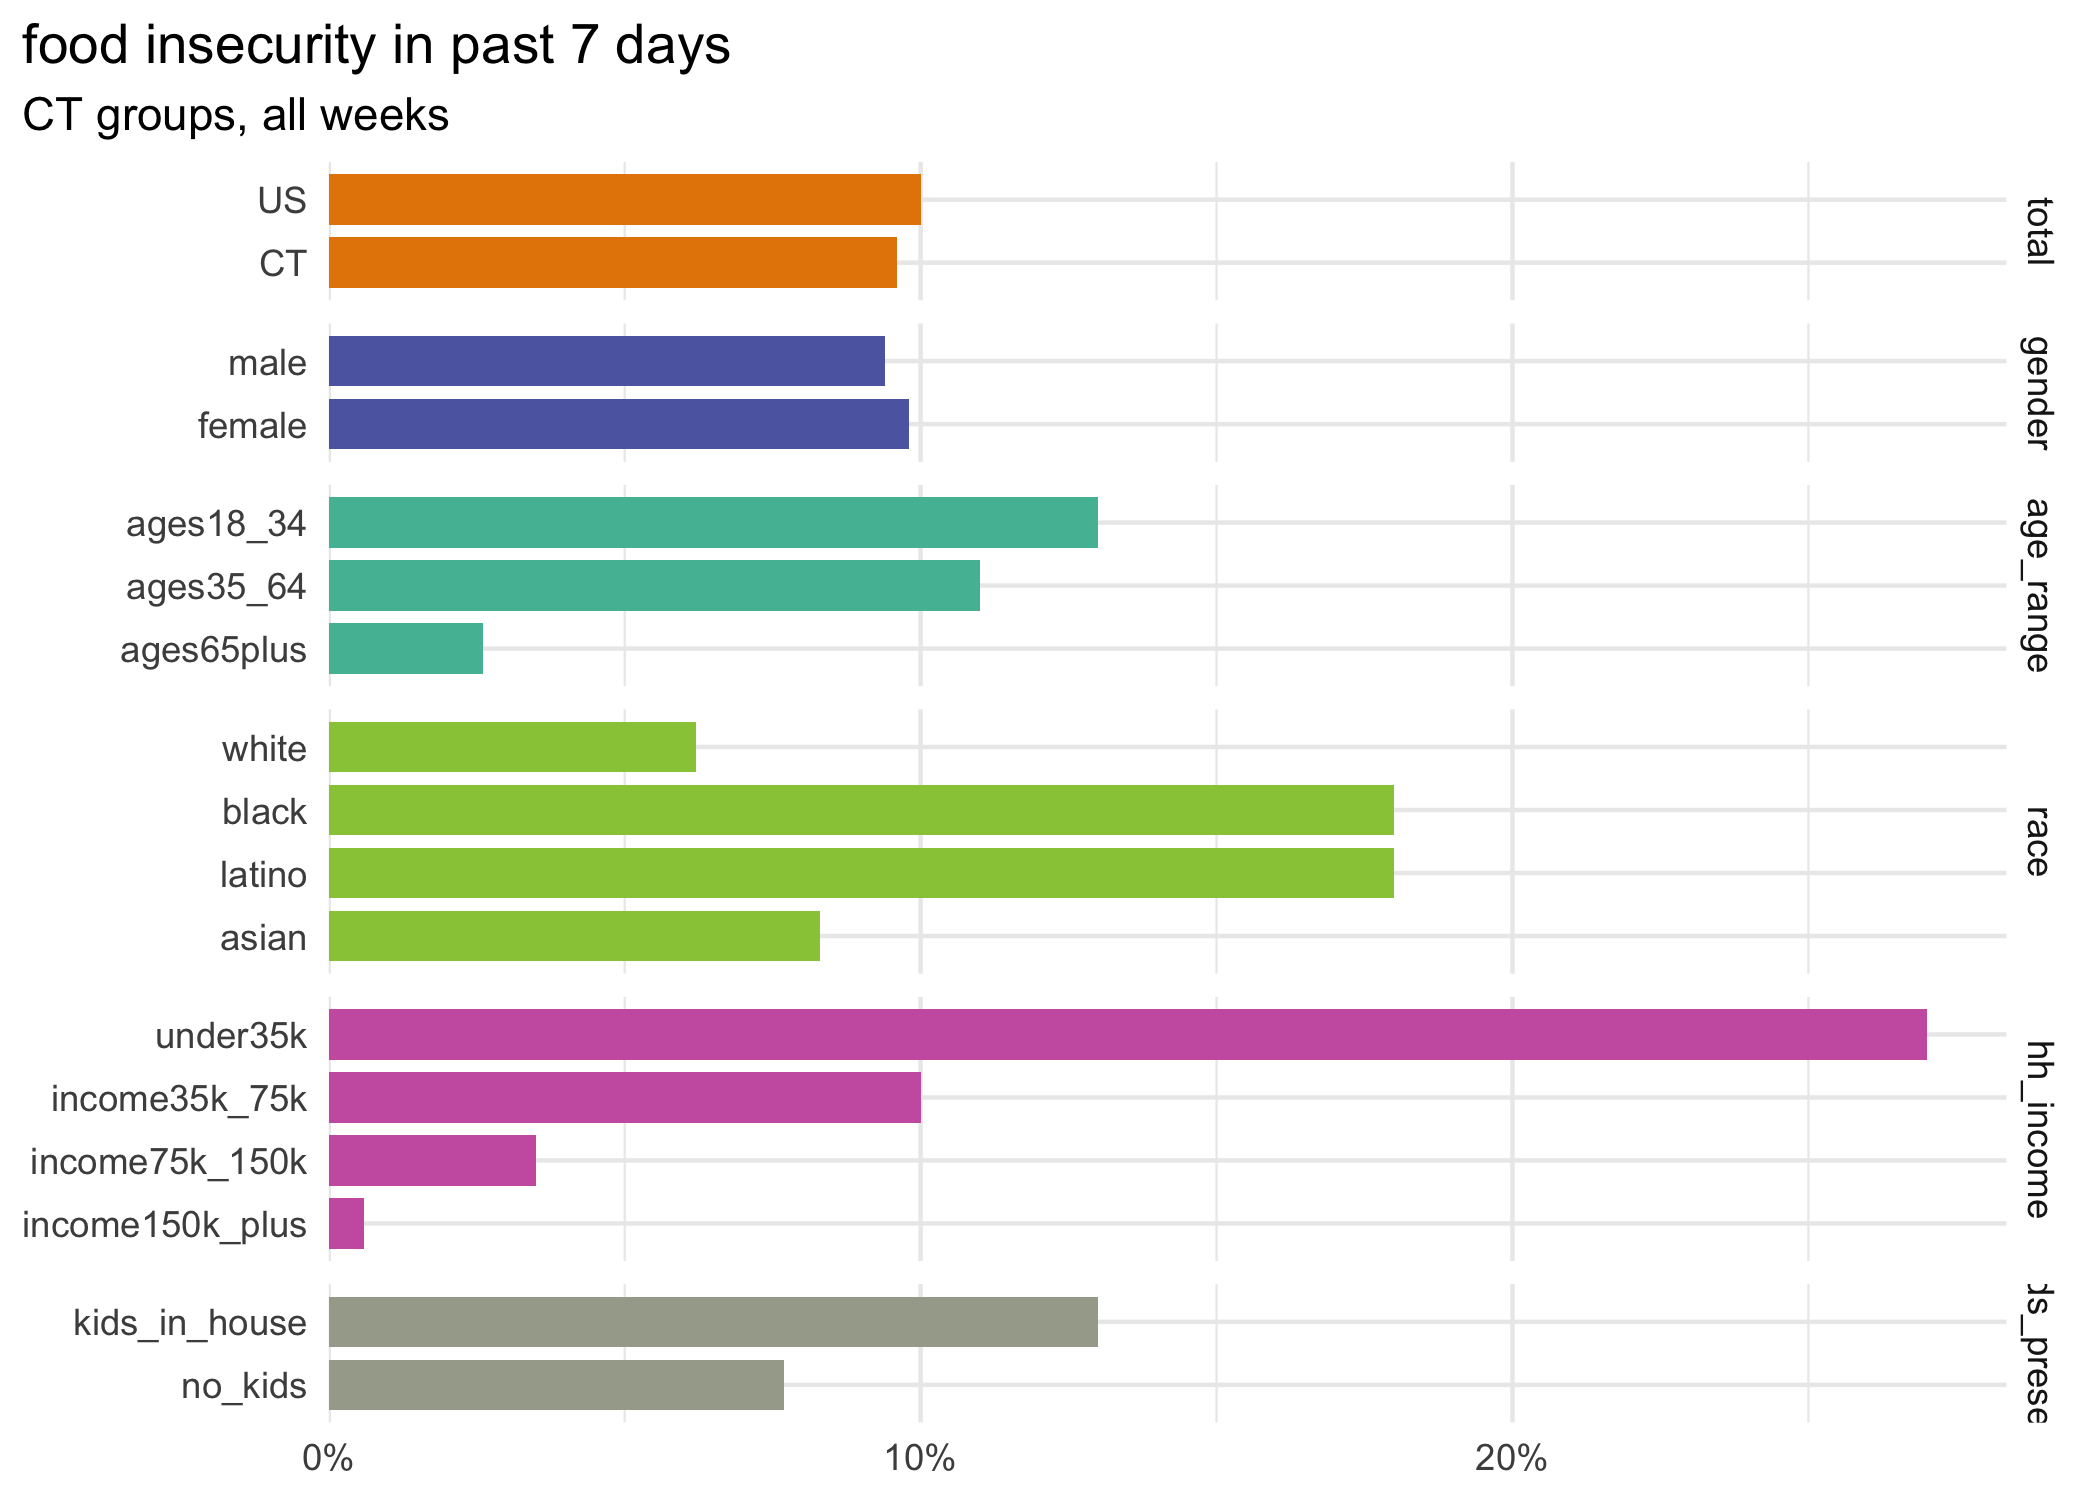 food insecurity in past 7 days
CT groups, all weeks
US
CT
total
male
female
gender
ages18_34
ages35_64
ages65plus
age_range
white
black
latino
asian
race
under35k
income35k_75k
income75k_150k
income150k_plus
hh_income
kids_in_house
no_kids
ds_prese
0%
10%
20%